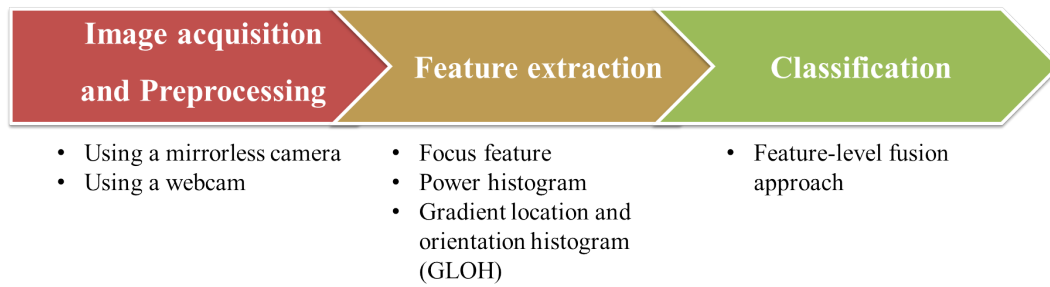 Image acquisition
and Preprocessing
Feature extraction
Classification
• Using a mirrorless camera
• Using a webcam
• Focus feature
• Power histogram
• Gradient location and
orientation histogram
(GLOH)
• Feature-level fusion
approach